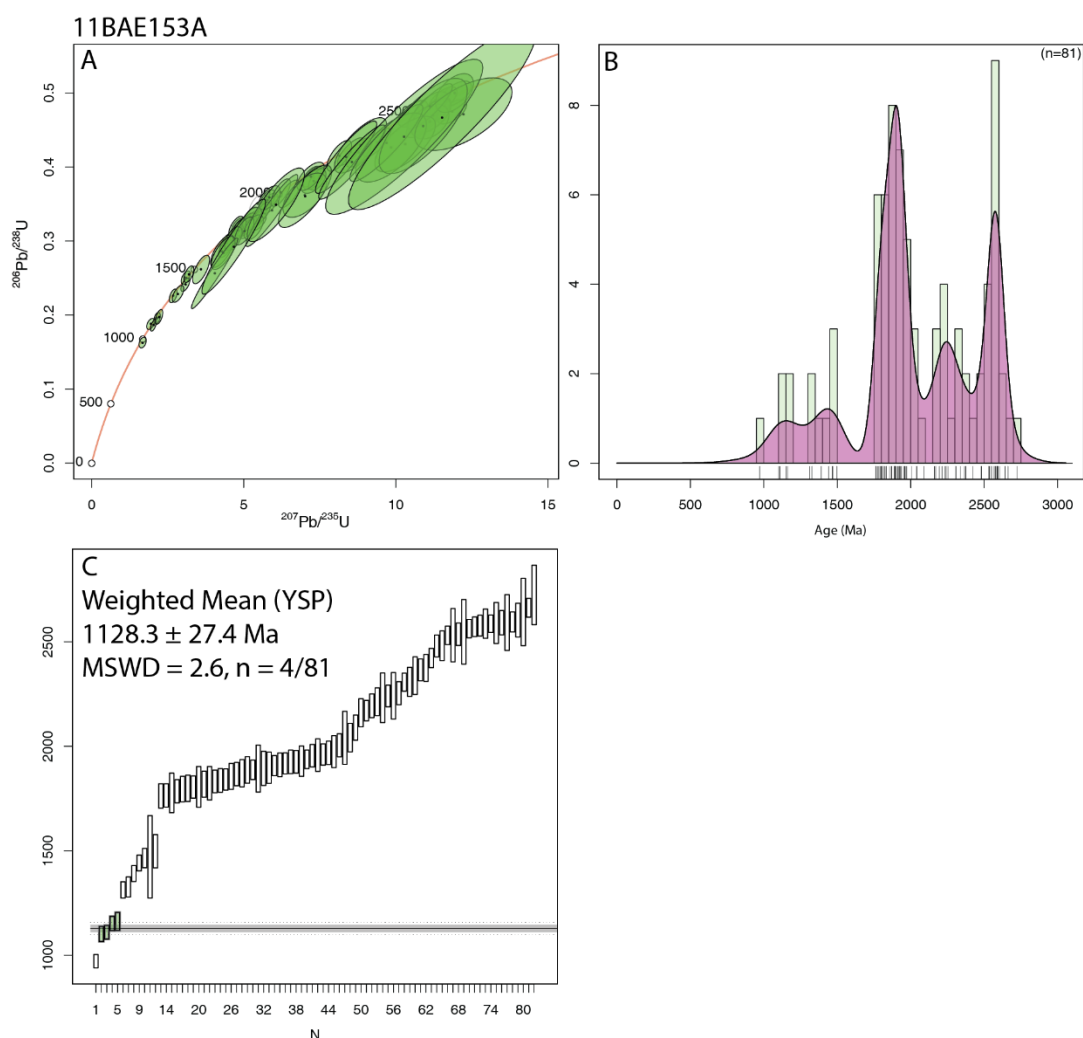 11BAE153A
A
0.5
0.4
0.3
0.2
0.1
0.0
206Pb/238U
2500
2000
1500
1000
500
0
0
5
10
15
207Pb/235U
B
(n=81)
8
6
4
2
0
0
500
1000
1500
2000
2500
3000
Age (Ma)
C
Weighted Mean (YSP)
1128.3 ± 27.4 Ma
MSWD = 2.6, n = 4/81
2500
2000
1500
1000
1 5 9 14 20 26 32 38 44 50 56 62 68 74 80
N